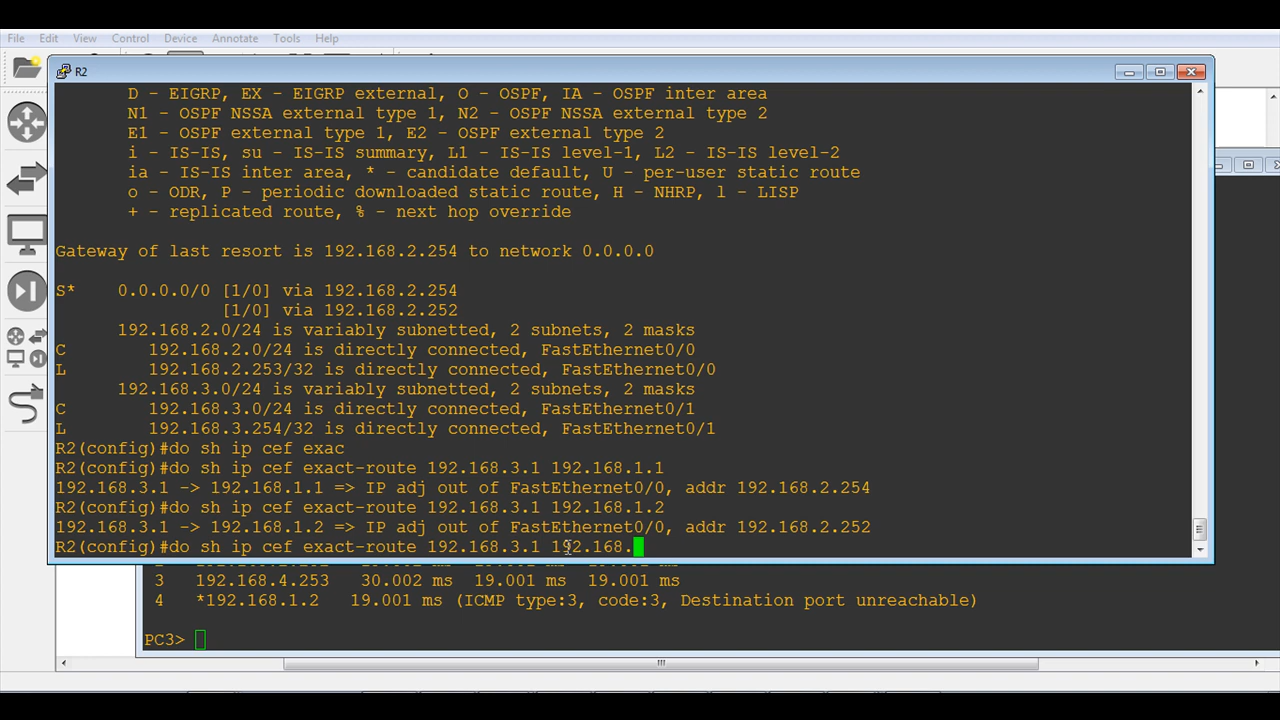 File Edit View Control Device Annotate Tools Help
R2
D - EIGRP, EX - EIGRP external, O - OSPF, IA - OSPF inter area
N1 - OSPF NSSA external type 1, N2 - OSPF NSSA external type 2
E1 - OSPF external type 1, E2 - OSPF external type 2
i - IS-IS, su - IS-IS summary, L1 - IS-IS level-1, L2 - IS-IS level-2
ia - IS-IS inter area, * - candidate default, U - per-user static route
o - ODR, P - periodic downloaded static route, H - NHRP, l - LISP
+ - replicated route, % - next hop override
Gateway of last resort is 192.168.2.254 to network 0.0.0.0
S* 0.0.0.0/0 [1/0] via 192.168.2.254
[1/0] via 192.168.2.252
192.168.2.0/24 is variably subnetted, 2 subnets, 2 masks
C 192.168.2.0/24 is directly connected, FastEthernet0/0
L 192.168.2.253/32 is directly connected, FastEthernet0/0
192.168.3.0/24 is variably subnetted, 2 subnets, 2 masks
C 192.168.3.0/24 is directly connected, FastEthernet0/1
L 192.168.3.254/32 is directly connected, FastEthernet0/1
R2(config)#do sh ip cef exac
R2(config)#do sh ip cef exact-route 192.168.3.1 192.168.1.1
192.168.3.1 -> 192.168.1.1 => IP adj out of FastEthernet0/0, addr 192.168.2.254
R2(config)#do sh ip cef exact-route 192.168.3.1 192.168.1.2
192.168.3.1 -> 192.168.1.2 => IP adj out of FastEthernet0/0, addr 192.168.2.252
R2(config)#do sh ip cef exact-route 192.168.3.1 192.168.
3 192.168.4.253 30.002 ms 19.001 ms 19.001 ms
4 *192.168.1.2 19.001 ms (ICMP type:3, code:3, Destination port unreachable)
PC3>